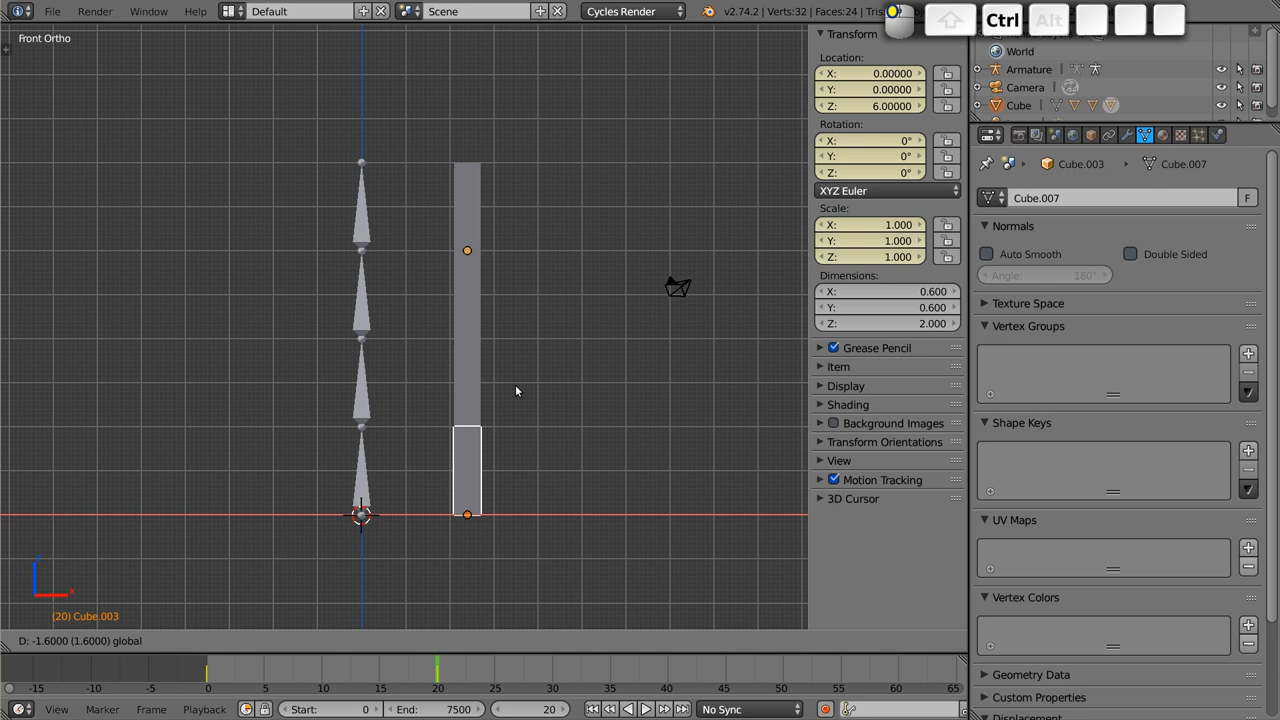 File Render Window Help Default Scene Cycles Render v2.74.2 | Verts:32 | Faces:24 | Tris
Ctrl Alt
Front Ortho
Transform
Location:
X: 0.00000
Y: 0.00000
Z: 6.00000
Rotation:
X: 0°
Y: 0°
Z: 0°
XYZ Euler
Scale:
X: 1.000
Y: 1.000
Z: 1.000
Dimensions:
X: 0.600
Y: 0.600
Z: 2.000
Grease Pencil
Item
Display
Shading
Background Images
Transform Orientations
View
Motion Tracking
3D Cursor
World
Armature
Camera
Cube
Cube.003 Cube.007
Cube.007 F
Normals
Auto Smooth Double Sided
Angle: 180°
Texture Space
Vertex Groups
Shape Keys
UV Maps
Vertex Colors
Geometry Data
Custom Properties
z
x
(20) Cube.003
D: -1.6000 (1.6000) global
-15 -10 -5 0 5 10 15 20 25 30 35 40 45 50 55 60 65
View Marker Frame Playback Start: 0 End: 7500 20 No Sync